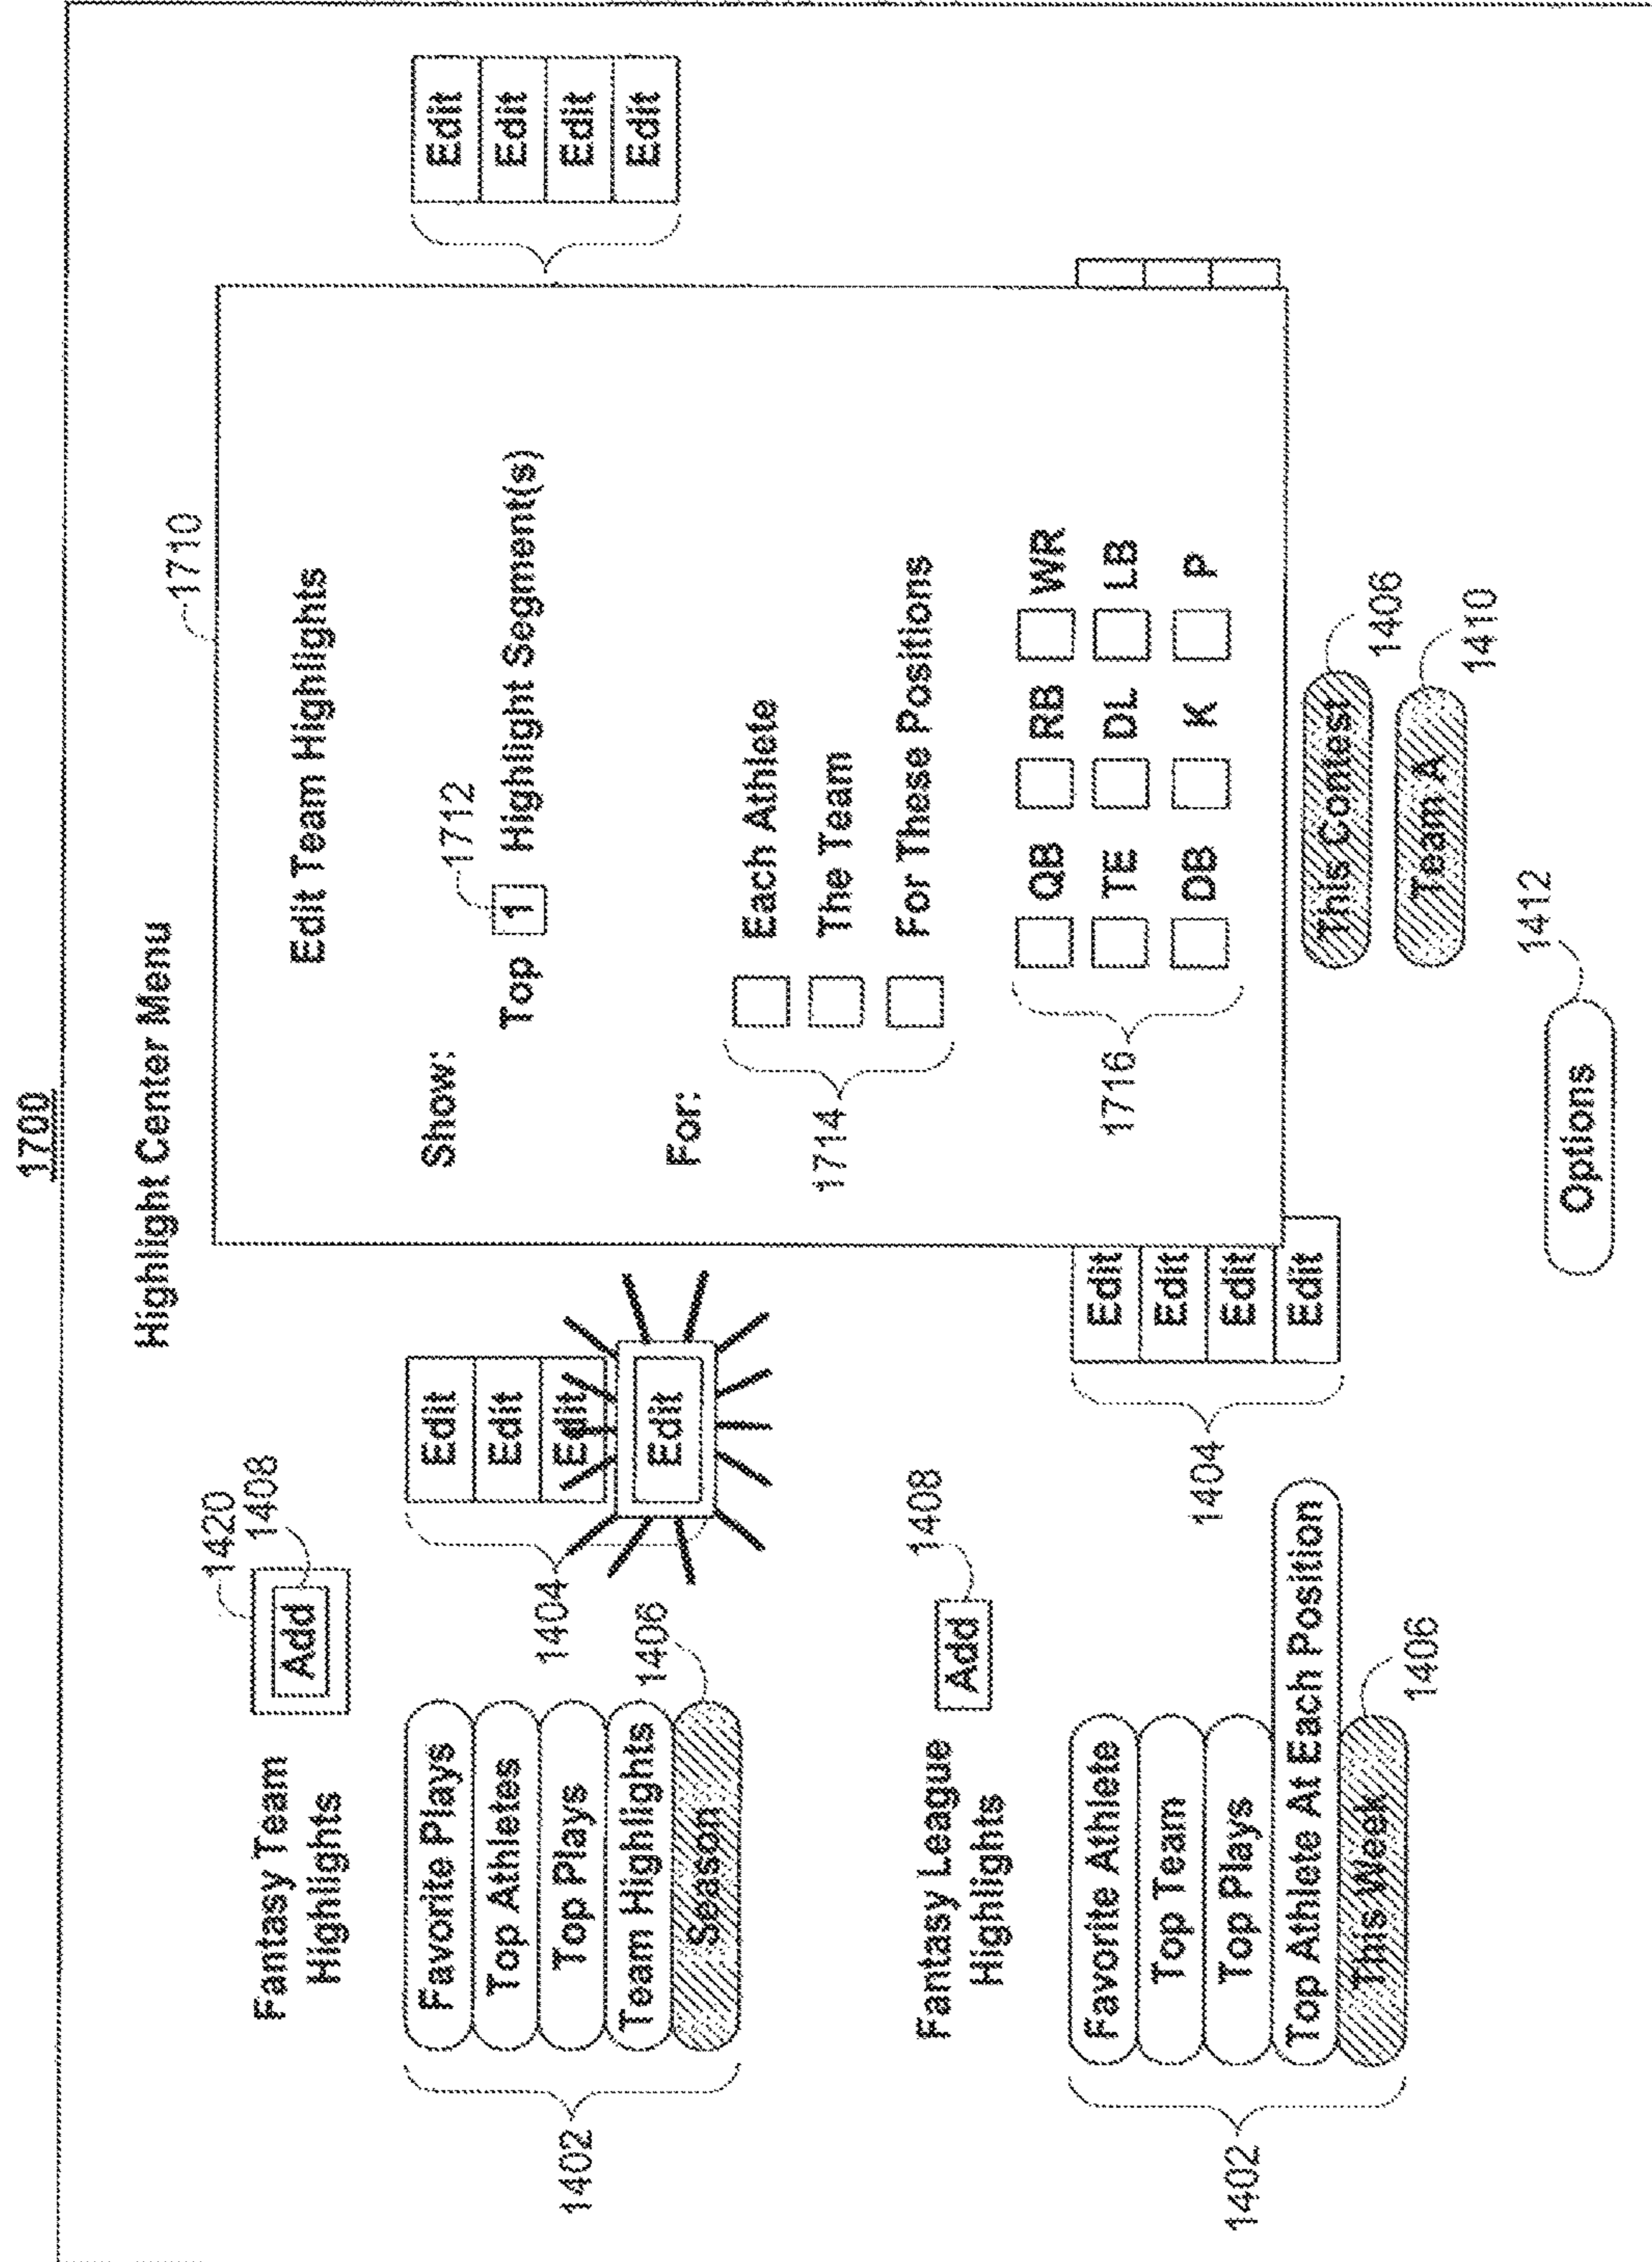 1700
Highlight Center Menu
1710
Fantasy Team
Highlights
1420
Add
1408
Edit Team Highlights
Show:
1712
Top 1 Highlight Segment(s)
For:
Each Athlete
The Team
For These Positions
1714
QB RB WR
TE DL LB
DB K P
1716
1402
Favorite Plays Edit Edit
Top Athletes Edit Edit
Top Plays Edit Edit
Team Highlights Edit Edit
Season
1404
1406
Fantasy League
Highlights
Add
1408
1402
Favorite Athlete Edit
Top Team Edit
Top Plays Edit
Top Athlete At Each Position Edit
This Week
1404
1406
This Contest
1406
Team A
1410
Options
1412